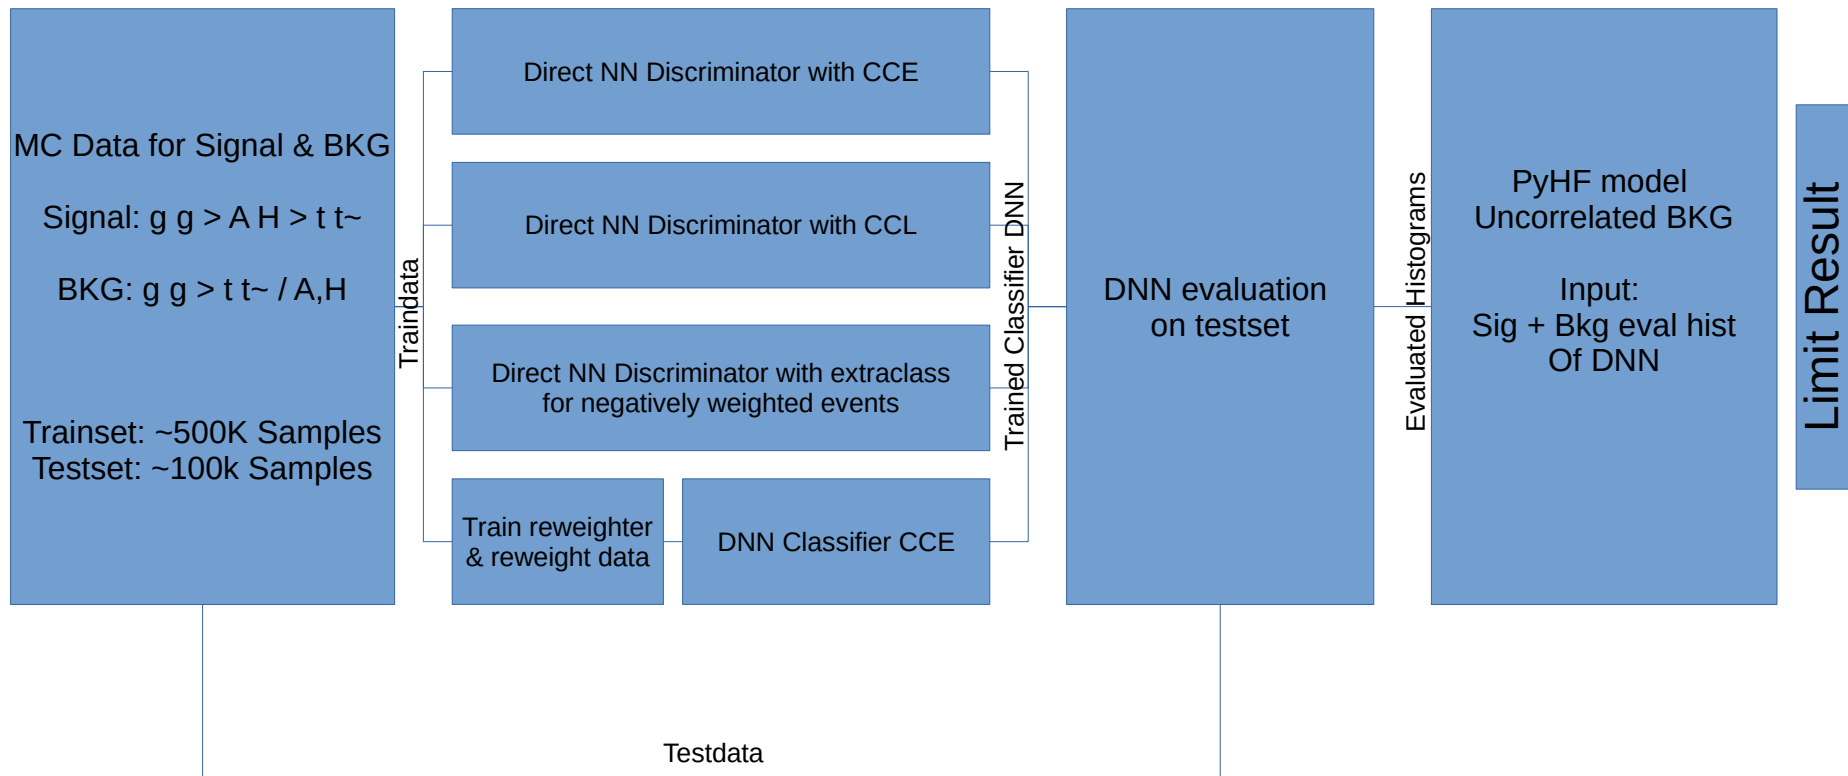 MC Data for Signal & BKG
Signal: g g > A H > t t~
BKG: g g > t t~ / A,H
Trainset: ~500K Samples
Testset: ~100k Samples
Traindata
Direct NN Discriminator with CCE
Direct NN Discriminator with CCL
Direct NN Discriminator with extraclass
for negatively weighted events
Train reweighter
& reweight data
DNN Classifier CCE
Trained Classifier DNN
DNN evaluation
on testset
Evaluated Histograms
PyHF model
Uncorrelated BKG
Input:
Sig + Bkg eval hist
Of DNN
Limit Result
Testdata